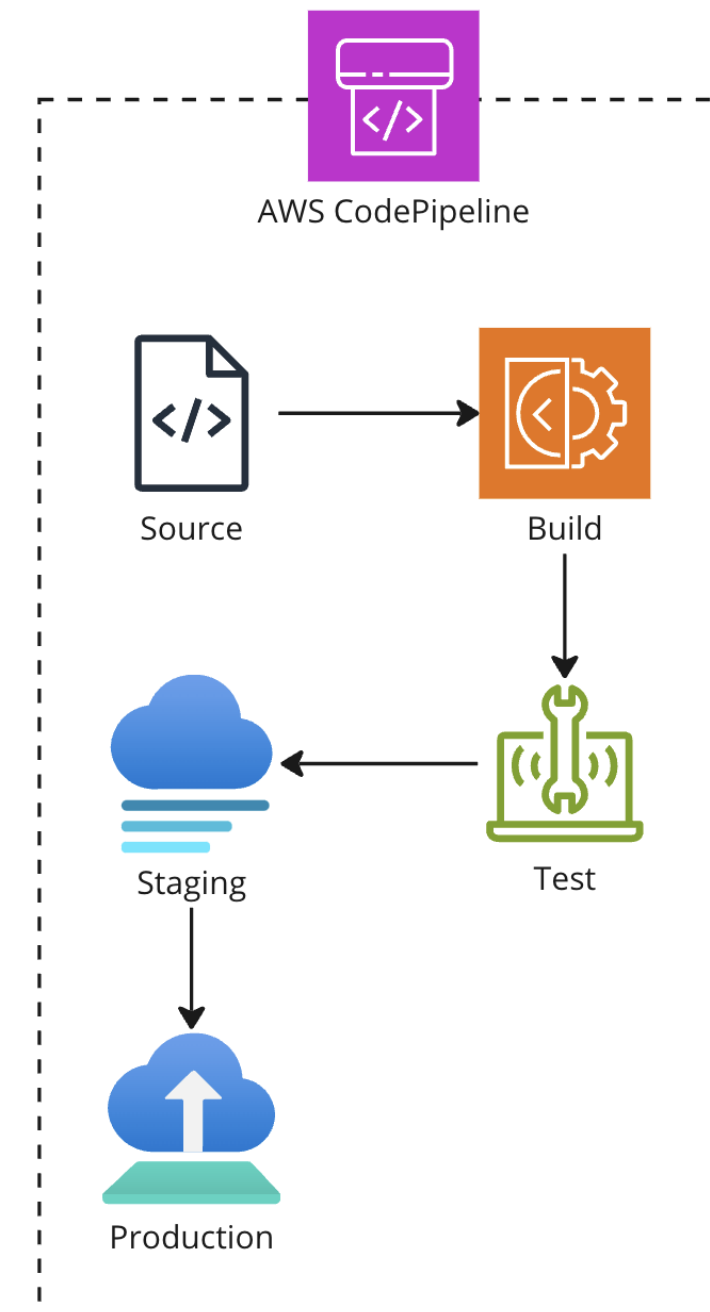 AWS CodePipeline
Source
Build
Staging
Test
Production